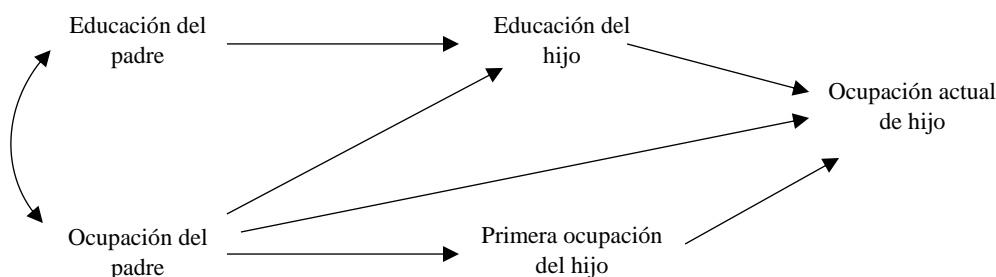 Educación del
padre
Educación del
hijo
Ocupación actual
de hijo
Ocupación del
padre
Primera ocupación
del hijo